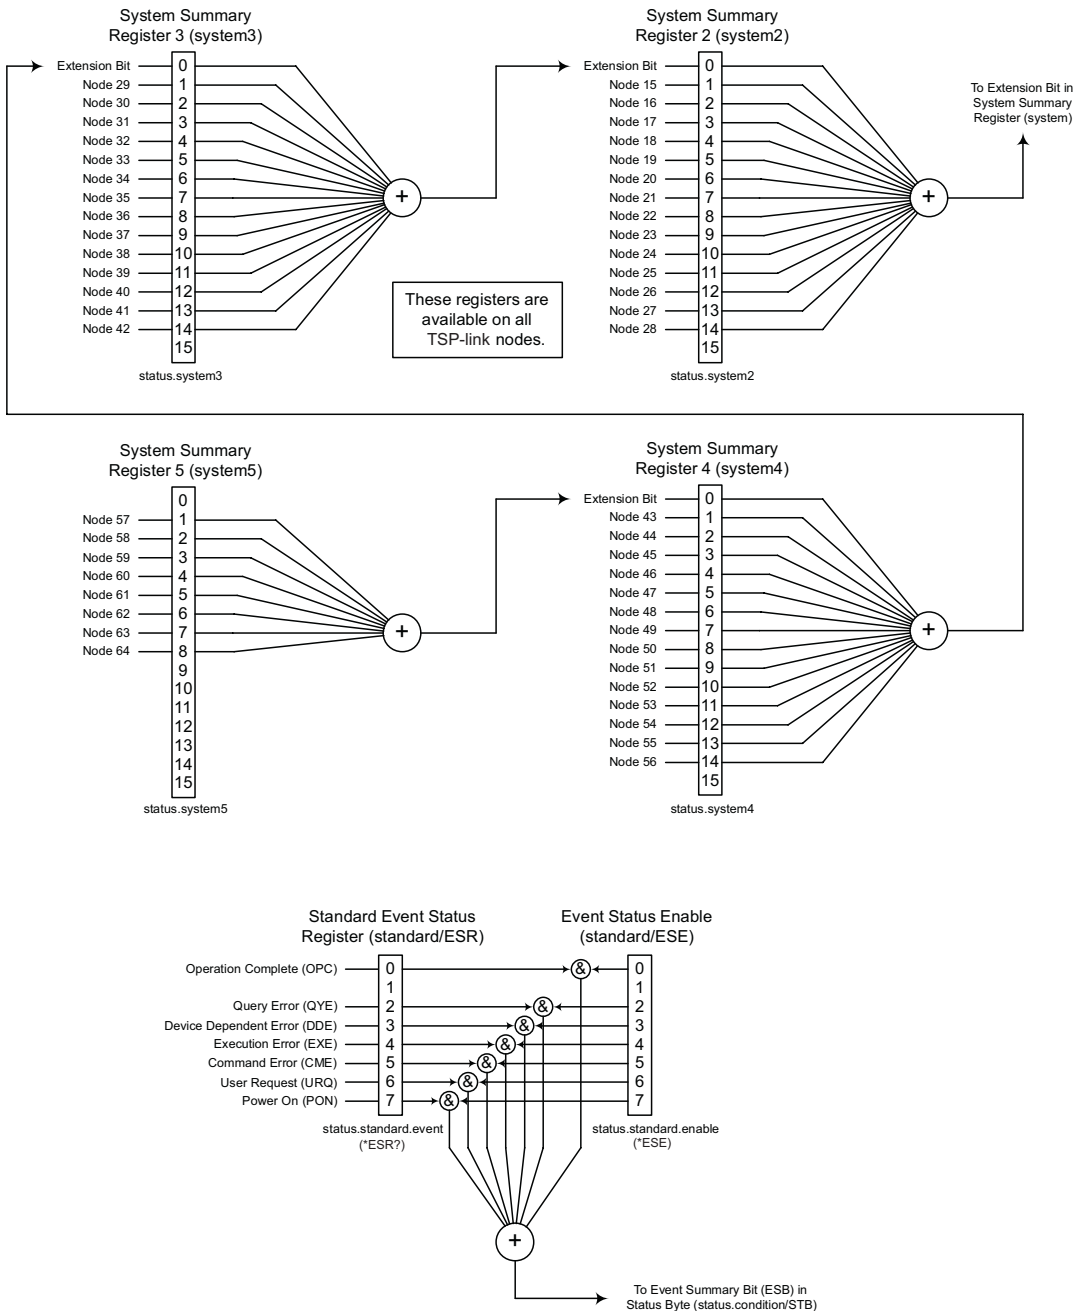 System Summary
Register 3 (system3)
Extension Bit 0
Node 29 1
Node 30 2
Node 31 3
Node 32 4
Node 33 5
Node 34 6
Node 35 7
Node 36 8
Node 37 9
Node 38 10
Node 39 11
Node 40 12
Node 41 13
Node 42 14
15
status.system3
+
System Summary
Register 2 (system2)
Extension Bit 0
Node 15 1
Node 16 2
Node 17 3
Node 18 4
Node 19 5
Node 20 6
Node 21 7
Node 22 8
Node 23 9
Node 24 10
Node 25 11
Node 26 12
Node 27 13
Node 28 14
15
status.system2
+
To Extension Bit in
System Summary
Register (system)
These registers are
available on all
TSP-link nodes.
System Summary
Register 5 (system5)
0
Node 57 1
Node 58 2
Node 59 3
Node 60 4
Node 61 5
Node 62 6
Node 63 7
Node 64 8
9
10
11
12
13
14
15
status.system5
+
System Summary
Register 4 (system4)
Extension Bit 0
Node 43 1
Node 44 2
Node 45 3
Node 46 4
Node 47 5
Node 48 6
Node 49 7
Node 50 8
Node 51 9
Node 52 10
Node 53 11
Node 54 12
Node 55 13
Node 56 14
15
status.system4
+
Standard Event Status
Register (standard/ESR)
Event Status Enable
(standard/ESE)
Operation Complete (OPC) 0 & 0
1 1
Query Error (QYE) 2 & 2
Device Dependent Error (DDE) 3 & 3
Execution Error (EXE) 4 & 4
Command Error (CME) 5 & 5
User Request (URQ) 6 & 6
Power On (PON) 7 & 7
status.standard.event
(*ESR?)
status.standard.enable
(*ESE)
+
To Event Summary Bit (ESB) in
Status Byte (status.condition/STB)